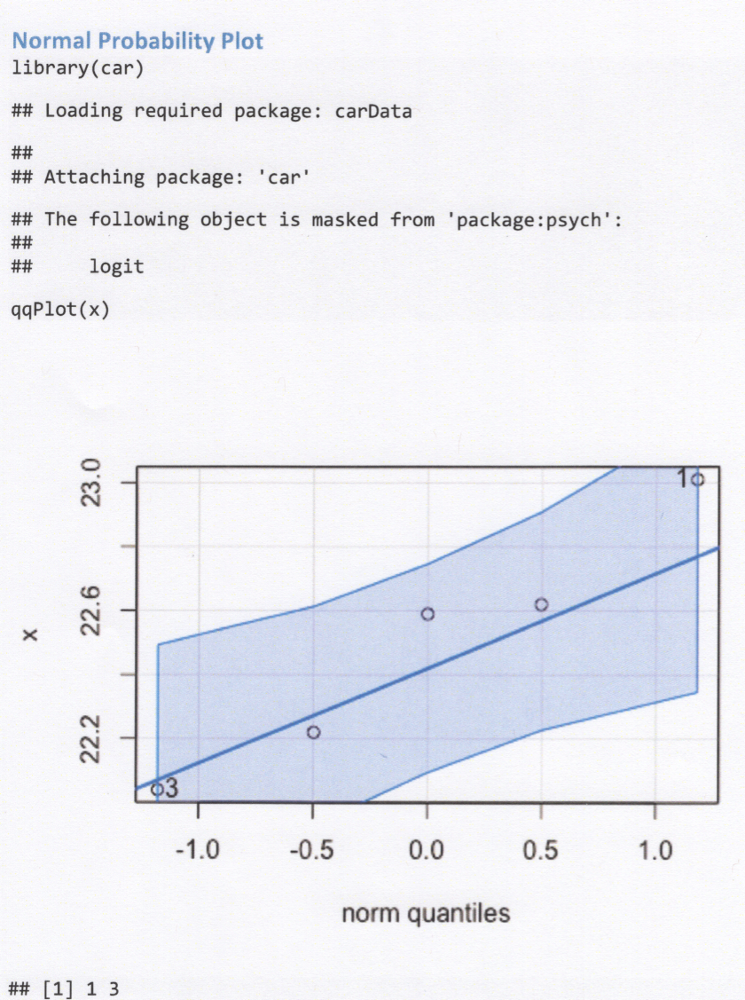 Normal Probability Plot
library(car)
## Loading required package: carData
##
## Attaching package: 'car'
## The following object is masked from 'package:psych':
##
##     logit
qqPlot(x)
23.0
22.6
22.2
x
1
3
-1.0 -0.5 0.0 0.5 1.0
norm quantiles
## [1] 1 3